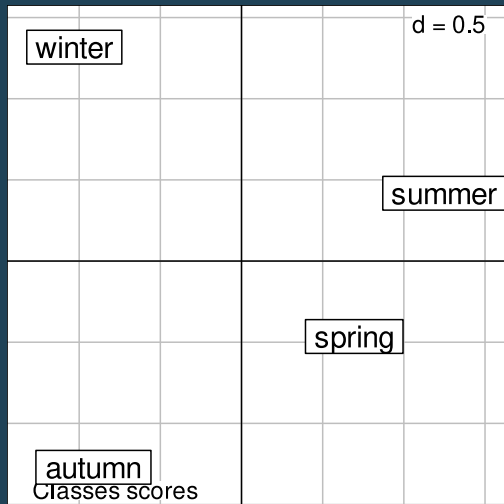 d = 0.5
winter
summer
spring
autumn
Classes scores